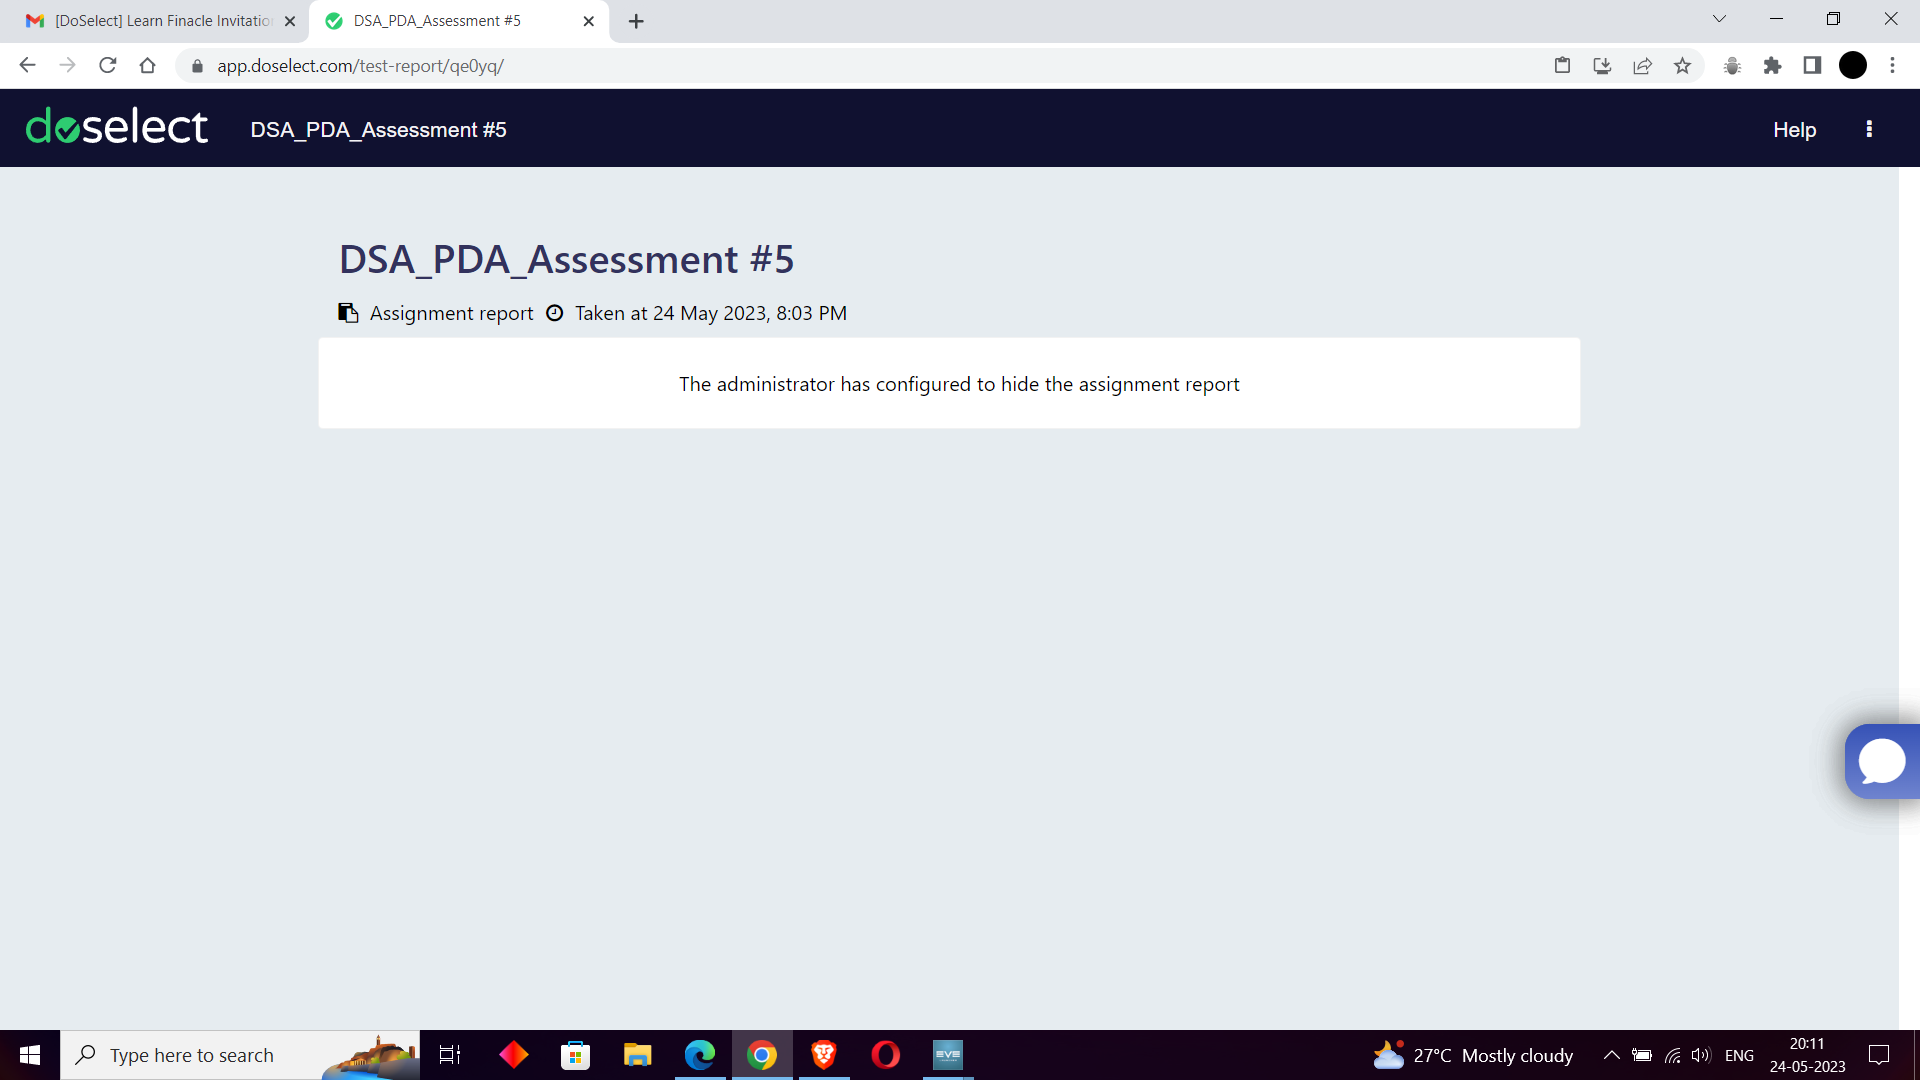 [DoSelect] Learn Finacle Invitatio
DSA_PDA_Assessment #5
app.doselect.com/test-report/qe0yq/
doselect
DSA_PDA_Assessment #5
Help
DSA_PDA_Assessment #5
Assignment report
Taken at 24 May 2023, 8:03 PM
The administrator has configured to hide the assignment report
Type here to search
EVE
27°C Mostly cloudy
ENG
20:11
24-05-2023